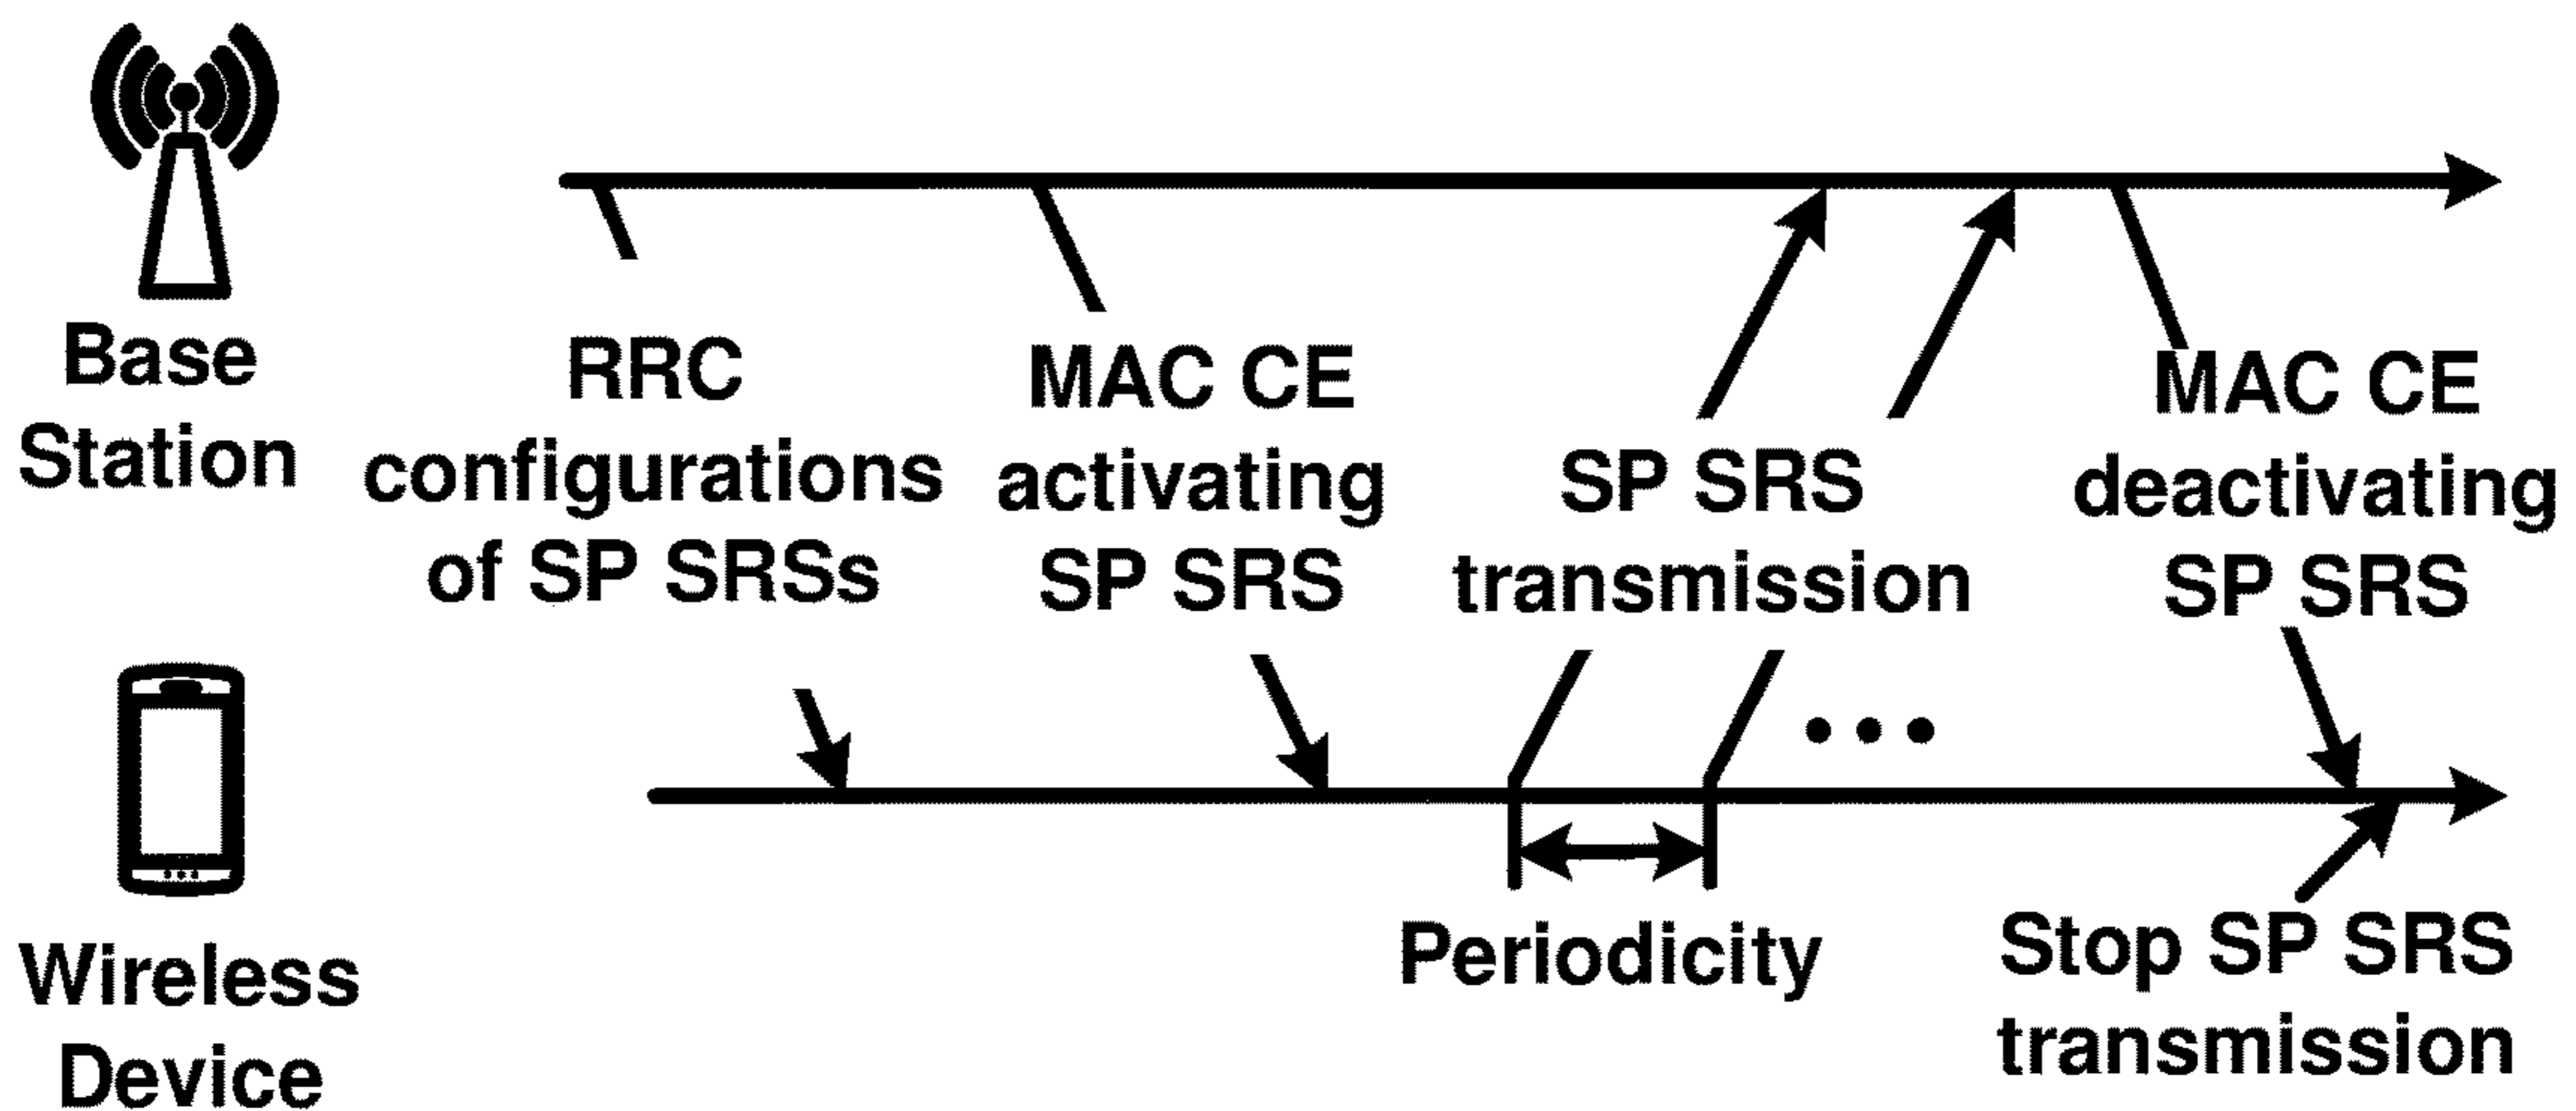 Base
Station
RRC
configurations
of SP SRSs
MAC CE
activating
SP SRS
SP SRS
transmission
MAC CE
deactivating
SP SRS
Wireless
Device
Periodicity
Stop SP SRS
transmission